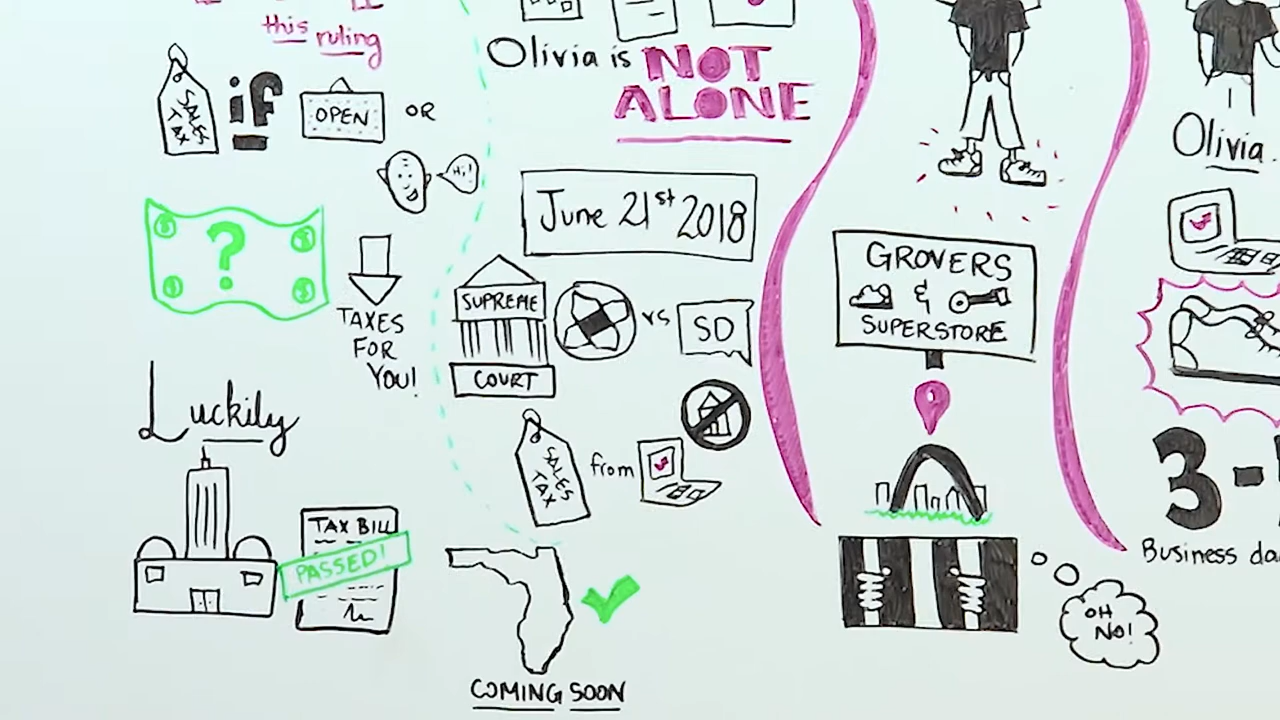 this ruling
SALES
TAX
if
OPEN
OR
Hi!
?
TAXES
FOR
YOU!
Luckily
TAX BILL
PASSED!
Olivia is NOT
ALONE
June 21st 2018
SUPREME
COURT
vs
SD
SALES
TAX
from
COMING SOON
GROVERS
&
SUPERSTORE
OH
NO!
Olivia
3-
Business